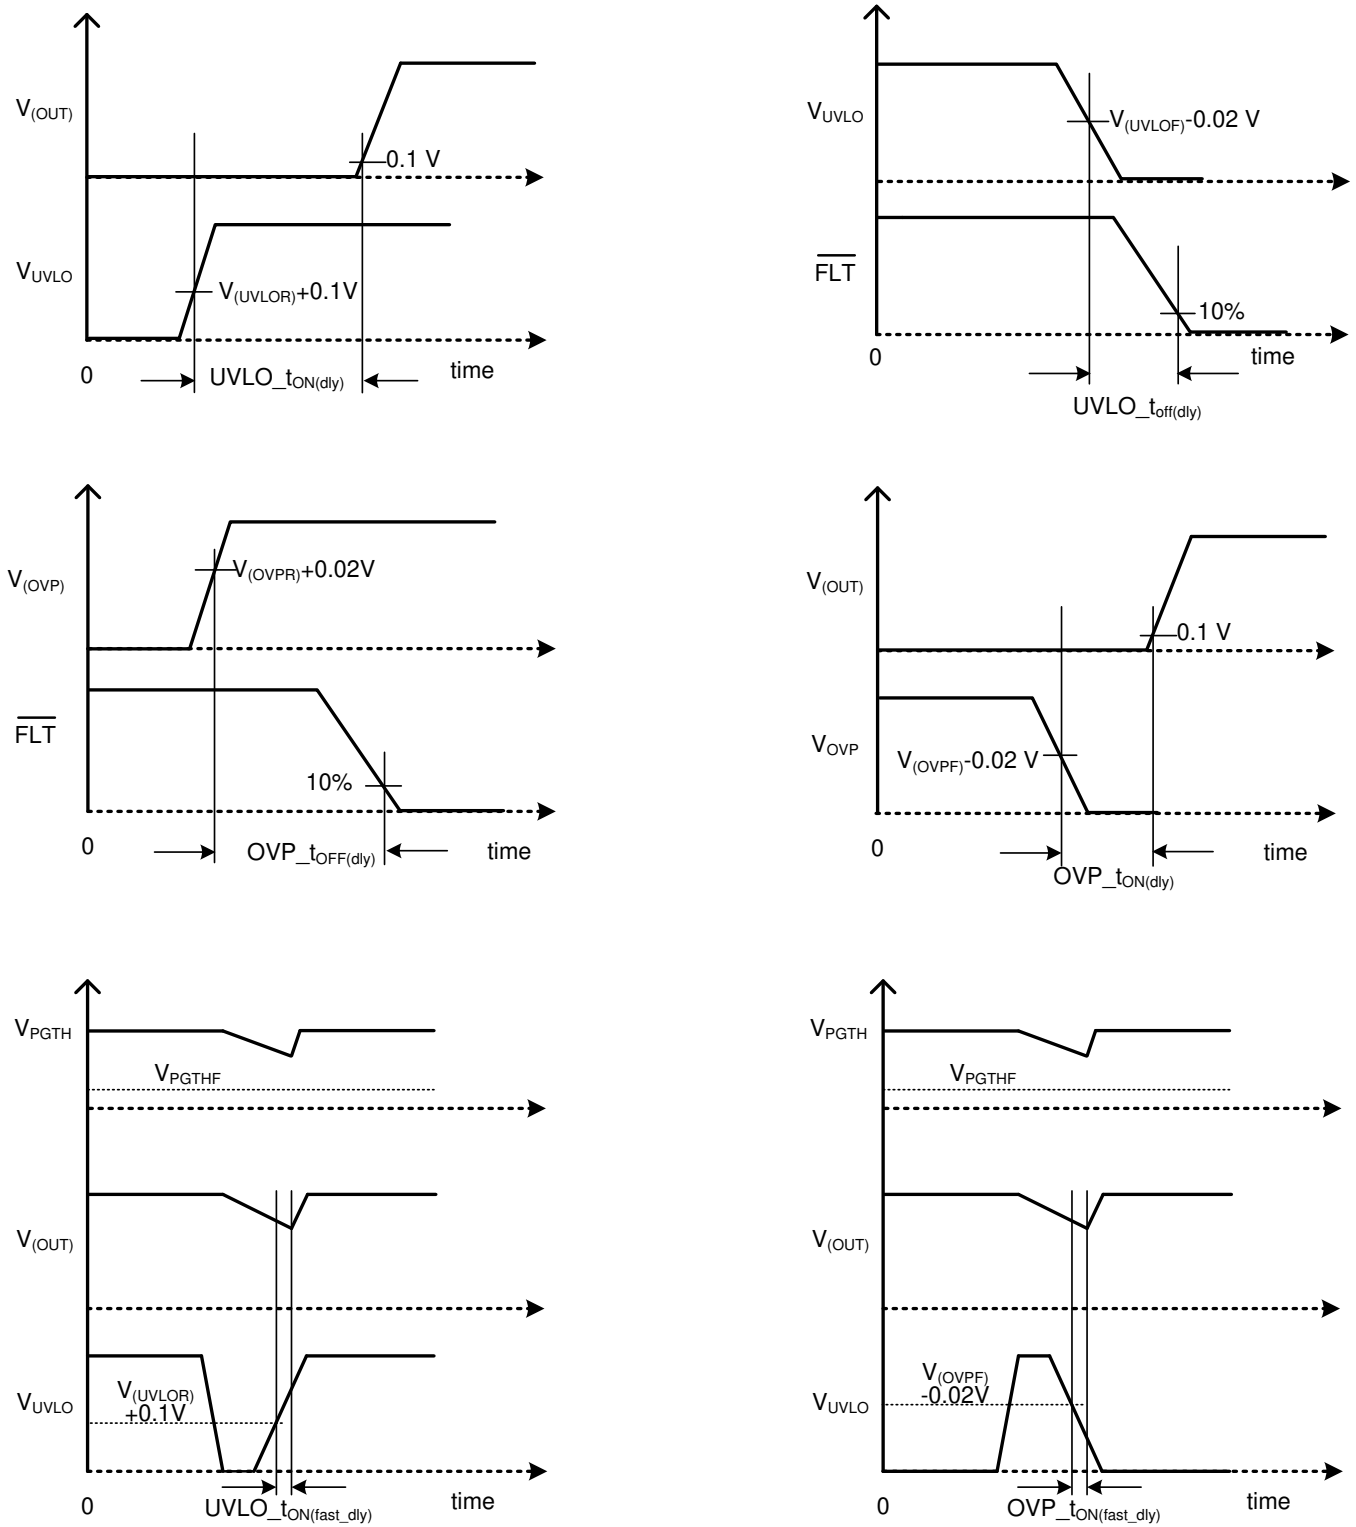 V(OUT)
0.1 V
VUVLO
V(UVLOR)+0.1V
0
UVLO_tON(dly)
time
VUVLO
V(UVLOF)-0.02 V
FLT
10%
0
time
UVLO_toff(dly)
V(OVP)
V(OVPR)+0.02V
FLT
10%
0
OVP_tOFF(dly)
time
V(OUT)
0.1 V
VOVP
V(OVPF)-0.02 V
0
time
OVP_tON(dly)
VPGTH
VPGTHF
V(OUT)
VUVLO
V(UVLOR)
+0.1V
0
UVLO_tON(fast_dly)
time
VPGTH
VPGTHF
V(OUT)
VUVLO
V(OVPF)
-0.02V
0
OVP_tON(fast_dly)
time